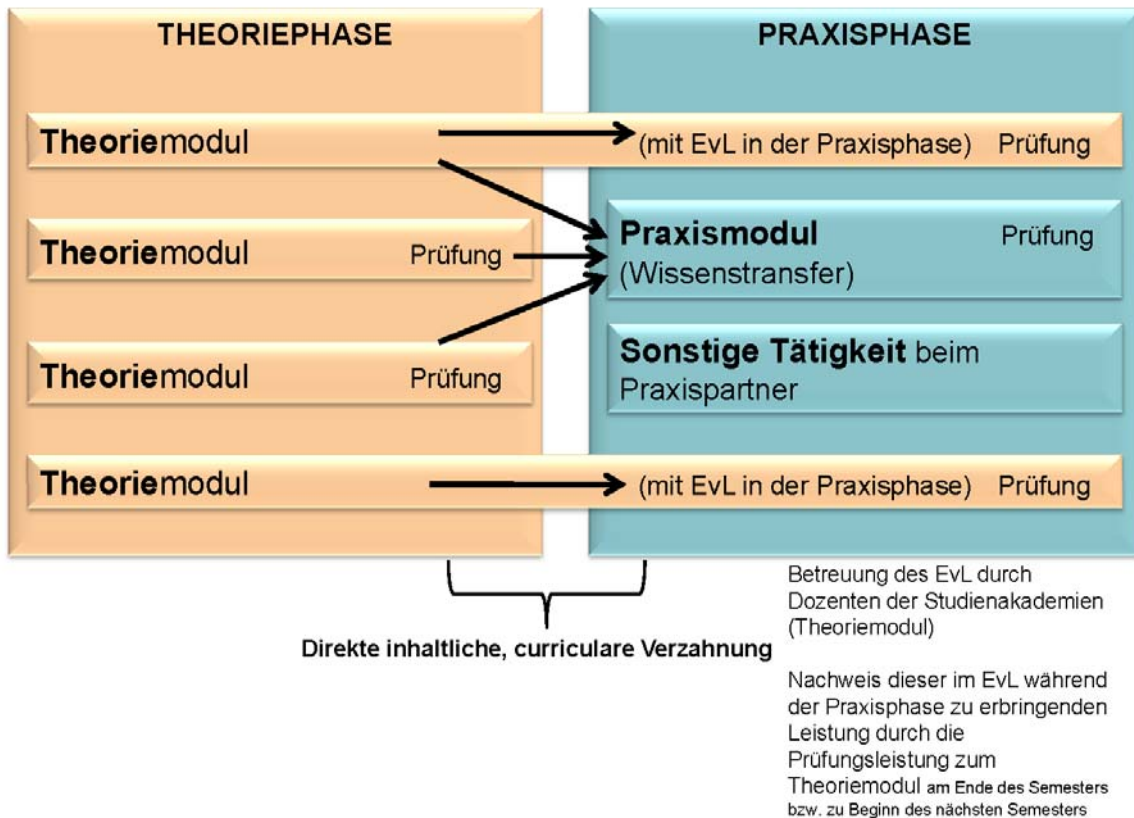 THEORIEPHASE
PRAXISPHASE
Theoriemodul
(mit EvL in der Praxisphase) Prüfung
Theoriemodul Prüfung
Praxismodul Prüfung
(Wissenstransfer)
Theoriemodul Prüfung
Sonstige Tätigkeit beim
Praxispartner
Theoriemodul
(mit EvL in der Praxisphase) Prüfung
Direkte inhaltliche, curriculare Verzahnung
Betreuung des EvL durch
Dozenten der Studienakademien
(Theoriemodul)
Nachweis dieser im EvL während
der Praxisphase zu erbringenden
Leistung durch die
Prüfungsleistung zum
Theoriemodul am Ende des Semesters
bzw. zu Beginn des nächsten Semesters